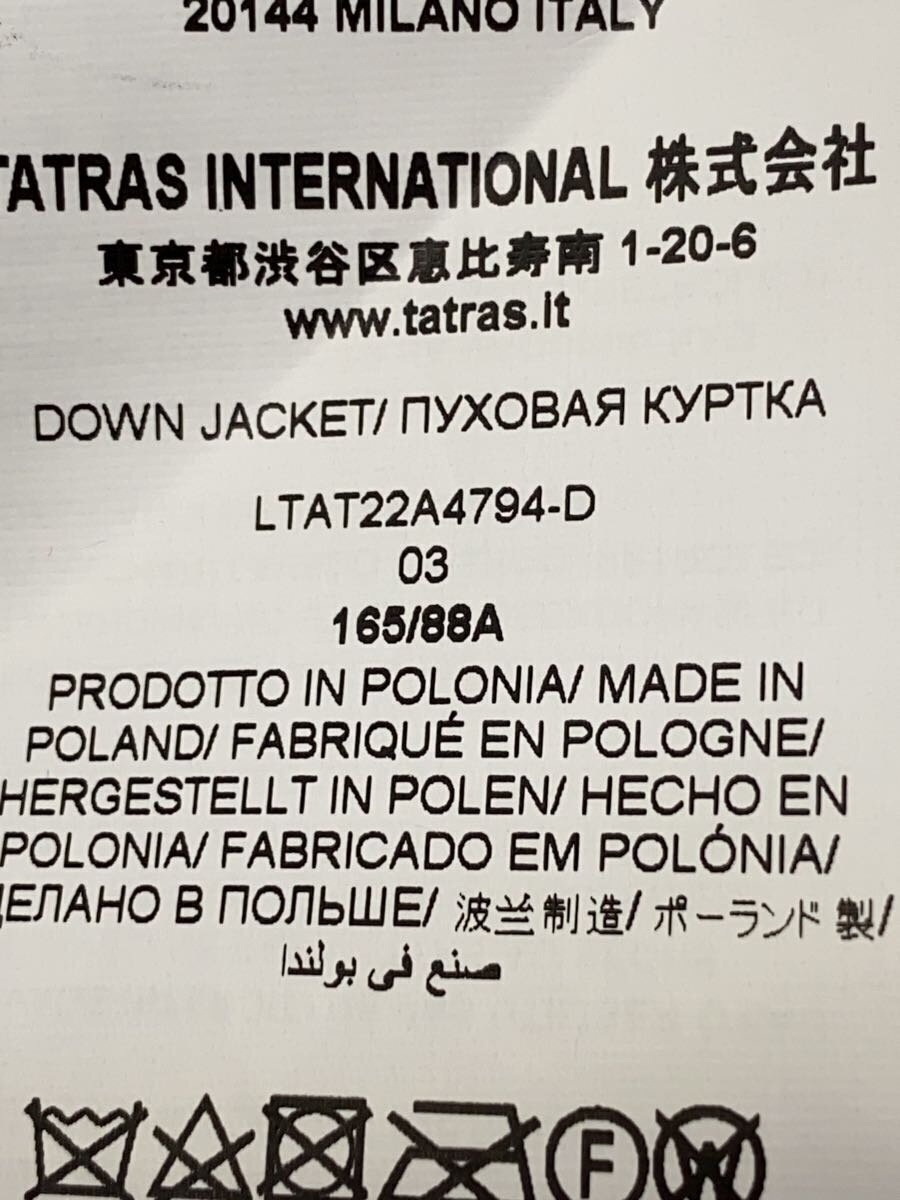 20144 MILANO ITALY
TATRAS INTERNATIONAL 株式会社
東京都渋谷区恵比寿南 1-20-6
www.tatras.it
DOWN JACKET/ ПУХОВАЯ КУРТКА
LTAT22A4794-D
03
165/88A
PRODOTTO IN POLONIA/ MADE IN
POLAND/ FABRIQUÉ EN POLOGNE/
HERGESTELLT IN POLEN/ HECHO EN
POLONIA/ FABRICADO EM POLÓNIA/
ДЕЛАНО В ПОЛЬШЕ/ 波兰制造/ ポーランド 製/
صنع في بولندا
F
W